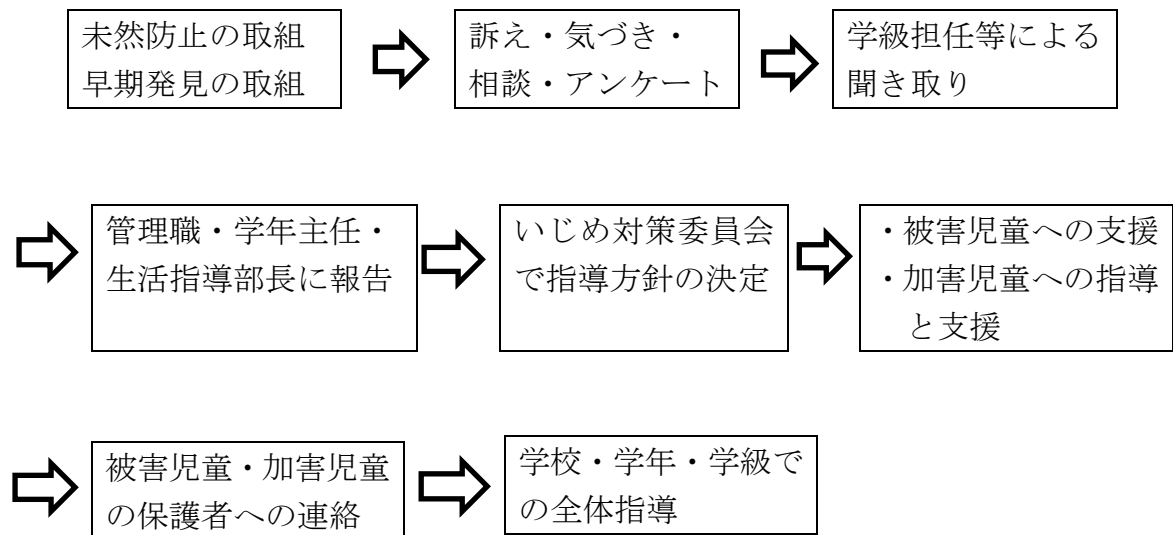 未然防止の取組
早期発見の取組
訴え・気づき・
相談・アンケート
学級担任等による
聞き取り
管理職・学年主任・
生活指導部長に報告
いじめ対策委員会
で指導方針の決定
・被害児童への支援
・加害児童への指導
と支援
被害児童・加害児童
の保護者への連絡
学校・学年・学級で
の全体指導